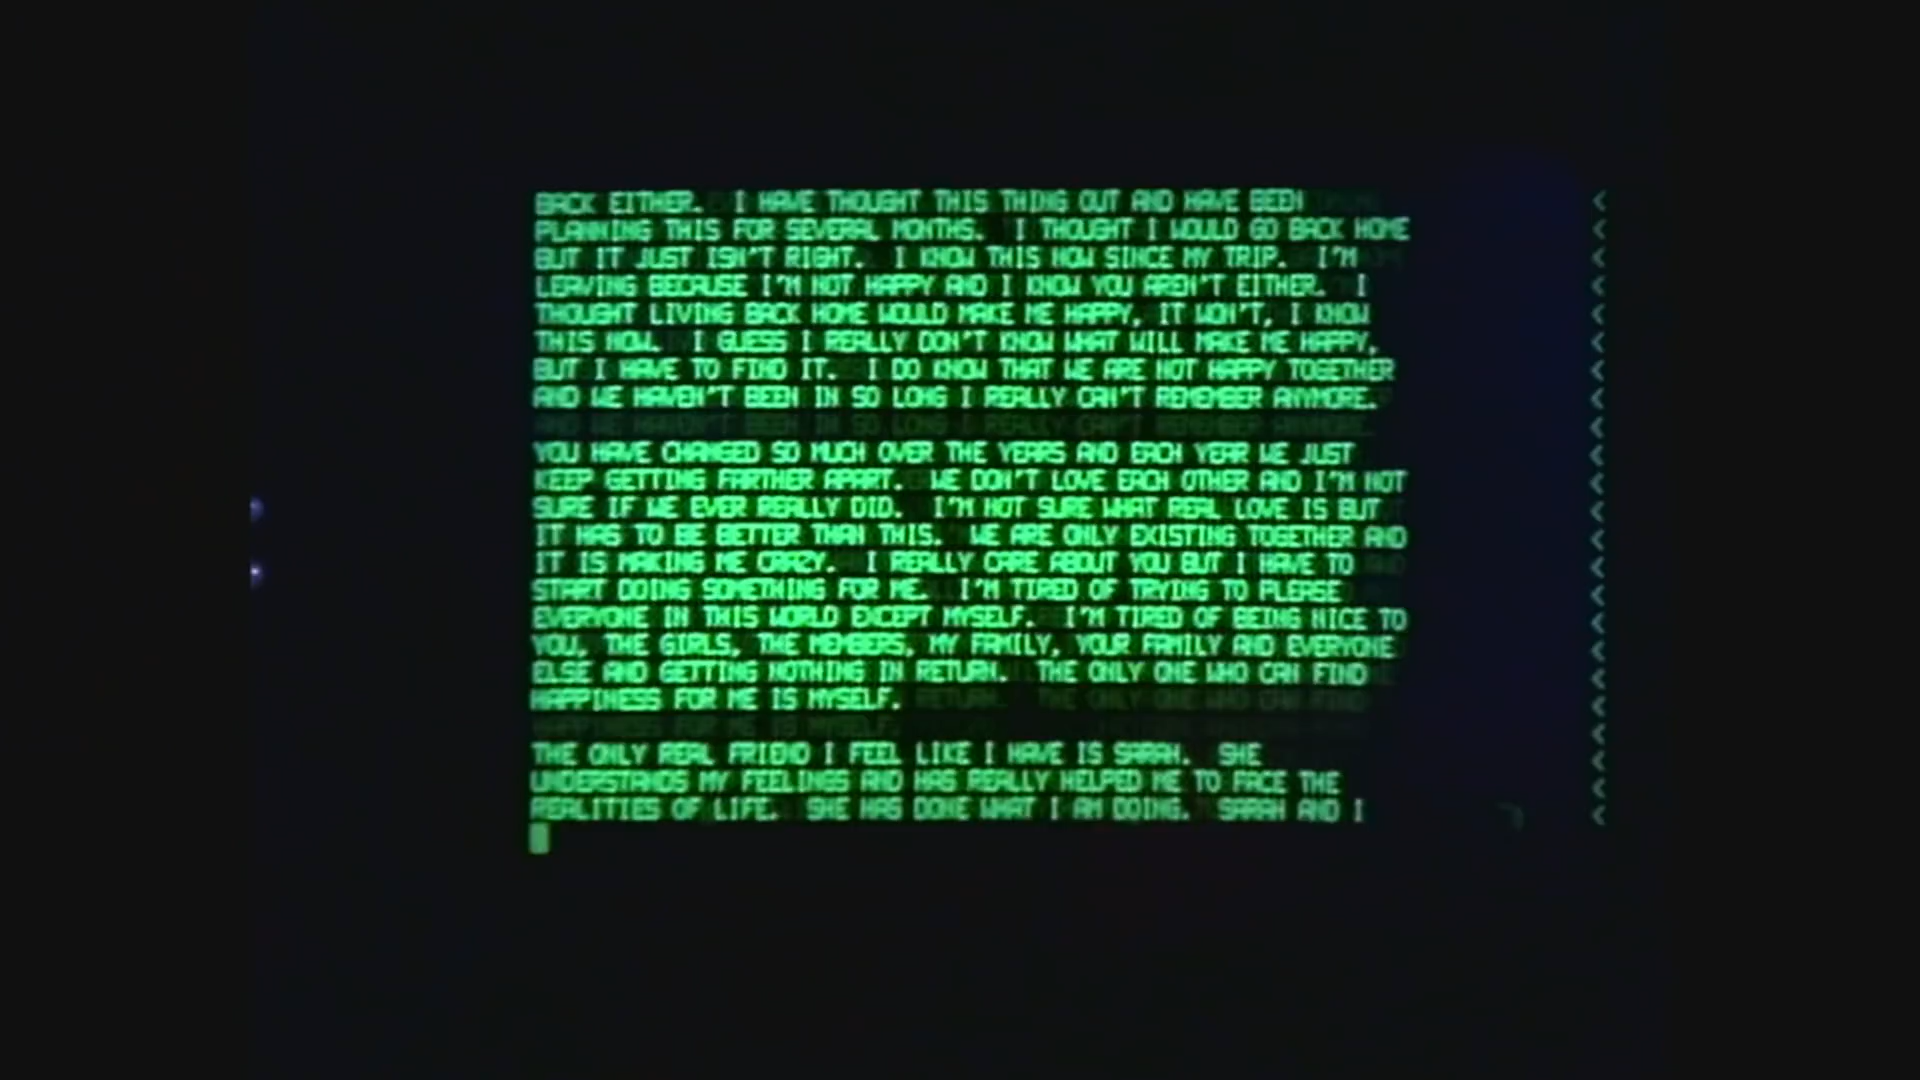 BACK EITHER.  I HAVE THOUGHT THIS THING OUT AND HAVE BEEN
PLANNING THIS FOR SEVERAL MONTHS.  I THOUGHT I WOULD GO BACK HOME
BUT IT JUST ISN'T RIGHT.  I KNOW THIS NOW SINCE MY TRIP.  I'M
LEAVING BECAUSE I'M NOT HAPPY AND I KNOW YOU AREN'T EITHER.  I
THOUGHT LIVING BACK HOME WOULD MAKE ME HAPPY, IT WON'T, I KNOW
THIS NOW.  I GUESS I REALLY DON'T KNOW WHAT WILL MAKE ME HAPPY,
BUT I HAVE TO FIND IT.  I DO KNOW THAT WE ARE NOT HAPPY TOGETHER
AND WE HAVEN'T BEEN IN SO LONG I REALLY CAN'T REMEMBER ANYMORE.
YOU HAVE CHANGED SO MUCH OVER THE YEARS AND EACH YEAR WE JUST
KEEP GETTING FARTHER APART.  WE DON'T LOVE EACH OTHER AND I'M NOT
SURE IF WE EVER REALLY DID.  I'M NOT SURE WHAT REAL LOVE IS BUT
IT HAS TO BE BETTER THAN THIS.  WE ARE ONLY EXISTING TOGETHER AND
IT IS MAKING ME CRAZY.  I REALLY CARE ABOUT YOU BUT I HAVE TO
START DOING SOMETHING FOR ME.  I'M TIRED OF TRYING TO PLEASE
EVERYONE IN THIS WORLD EXCEPT MYSELF.  I'M TIRED OF BEING NICE TO
YOU, THE GIRLS, THE MEMBERS, MY FAMILY, YOUR FAMILY AND EVERYONE
ELSE AND GETTING NOTHING IN RETURN.  THE ONLY ONE WHO CAN FIND
HAPPINESS FOR ME IS MYSELF.
THE ONLY REAL FRIEND I FEEL LIKE I HAVE IS SARAH.  SHE
UNDERSTANDS MY FEELINGS AND HAS REALLY HELPED ME TO FACE THE
REALITIES OF LIFE.  SHE HAS DONE WHAT I AM DOING.  SARAH AND I